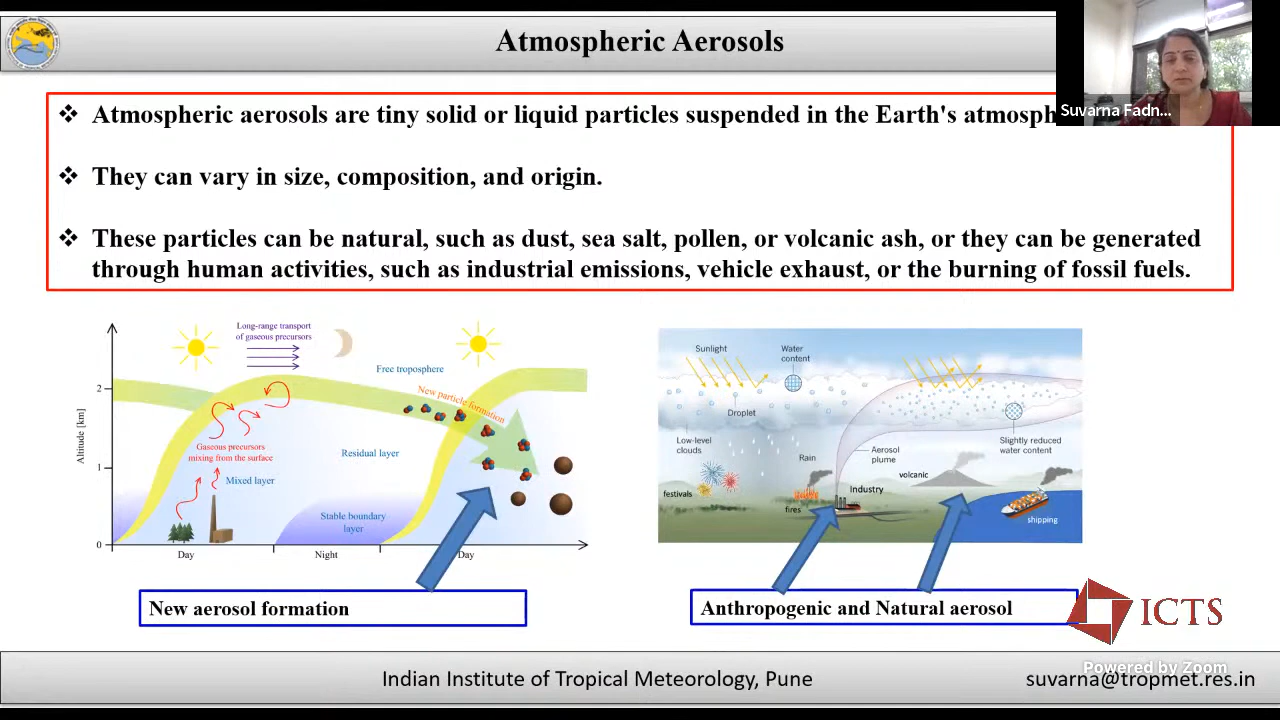 Atmospheric Aerosols
Suvarna Fadn...
❖ Atmospheric aerosols are tiny solid or liquid particles suspended in the Earth's atmosph
❖ They can vary in size, composition, and origin.
❖ These particles can be natural, such as dust, sea salt, pollen, or volcanic ash, or they can be generated
through human activities, such as industrial emissions, vehicle exhaust, or the burning of fossil fuels.
Long-range transport
of gaseous precursors
Free troposphere
New particle formation
2
Altitude [km]
Gaseous precursors
mixing from the surface
Residual layer
1
Mixed layer
Stable boundary
layer
0
Day
Night
Day
New aerosol formation
Sunlight
Water
content
Droplet
Low-level
clouds
Rain
Aerosol
plume
Slightly reduced
water content
volcanic
festivals
Industry
fires
shipping
Anthropogenic and Natural aerosol
ICTS
Powered by Zoom
Indian Institute of Tropical Meteorology, Pune
suvarna@tropmet.res.in